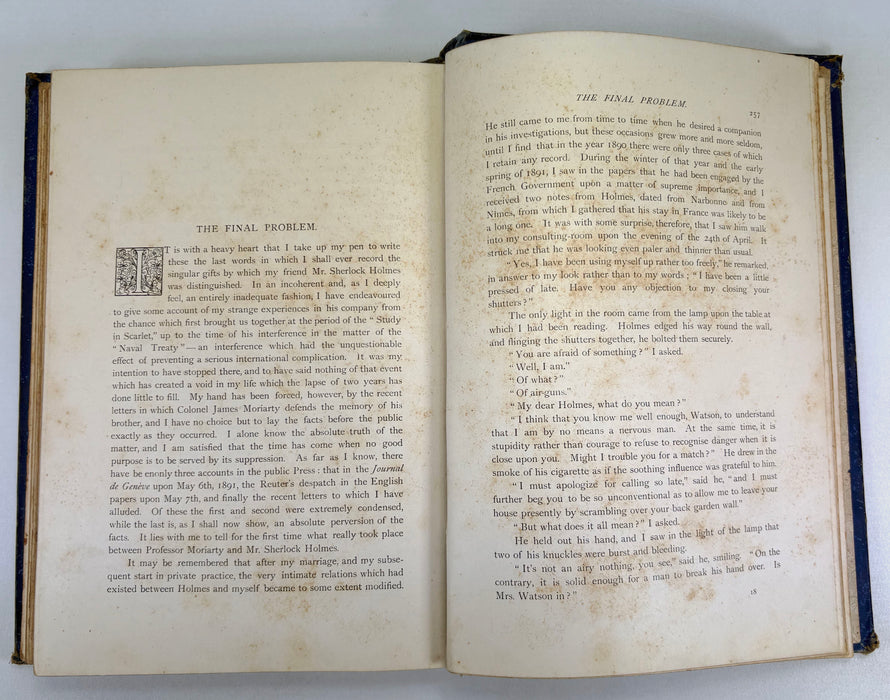 THE FINAL PROBLEM.
IT is with a heavy heart that I take up my pen to write
these the last words in which I shall ever record the
singular gifts by which my friend Mr. Sherlock Holmes
was distinguished. In an incoherent and, as I deeply
feel, an entirely inadequate fashion, I have endeavoured
to give some account of my strange experiences in his company from
the chance which first brought us together at the period of the “Study
in Scarlet,” up to the time of his interference in the matter of the
“Naval Treaty”—an interference which had the unquestionable
effect of preventing a serious international complication. It was my
intention to have stopped there, and to have said nothing of that event
which has created a void in my life which the lapse of two years has
done little to fill. My hand has been forced, however, by the recent
letters in which Colonel James Moriarty defends the memory of his
brother, and I have no choice but to lay the facts before the public
exactly as they occurred. I alone know the absolute truth of the
matter, and I am satisfied that the time has come when no good
purpose is to be served by its suppression. As far as I know, there
have be enonly three accounts in the public Press: that in the Journal
de Genève upon May 6th, 1891, the Reuter's despatch in the English
papers upon May 7th, and finally the recent letters to which I have
alluded. Of these the first and second were extremely condensed,
while the last is, as I shall now show, an absolute perversion of the
facts. It lies with me to tell for the first time what really took place
between Professor Moriarty and Mr. Sherlock Holmes.
It may be remembered that after my marriage, and my subse-
quent start in private practice, the very intimate relations which had
existed between Holmes and myself became to some extent modified.
THE FINAL PROBLEM. 257
He still came to me from time to time when he desired a companion
in his investigations, but these occasions grew more and more seldom,
until I find that in the year 1890 there were only three cases of which
I retain any record. During the winter of that year and the early
spring of 1891, I saw in the papers that he had been engaged by the
French Government upon a matter of supreme importance, and I
received two notes from Holmes, dated from Narbonne and from
Nimes, from which I gathered that his stay in France was likely to be
a long one. It was with some surprise, therefore, that I saw him walk
into my consulting-room upon the evening of the 24th of April. It
struck me that he was looking even paler and thinner than usual.
“Yes, I have been using myself up rather too freely,” he remarked,
in answer to my look rather than to my words; “I have been a little
pressed of late. Have you any objection to my closing your
shutters?”
The only light in the room came from the lamp upon the table at
which I had been reading. Holmes edged his way round the wall,
and flinging the shutters together, he bolted them securely.
“You are afraid of something?” I asked.
“Well, I am.”
“Of what?”
“Of air-guns.”
“My dear Holmes, what do you mean?”
“I think that you know me well enough, Watson, to understand
that I am by no means a nervous man. At the same time, it is
stupidity rather than courage to refuse to recognise danger when it is
close upon you. Might I trouble you for a match?” He drew in the
smoke of his cigarette as if the soothing influence was grateful to him.
“I must apologize for calling so late,” said he, “and I must
further beg you to be so unconventional as to allow me to leave your
house presently by scrambling over your back garden wall.”
“But what does it all mean?” I asked.
He held out his hand, and I saw in the light of the lamp that
two of his knuckles were burst and bleeding.
“It's not an airy nothing, you see,” said he, smiling. “On the
contrary, it is solid enough for a man to break his hand over. Is
Mrs. Watson in?”
18